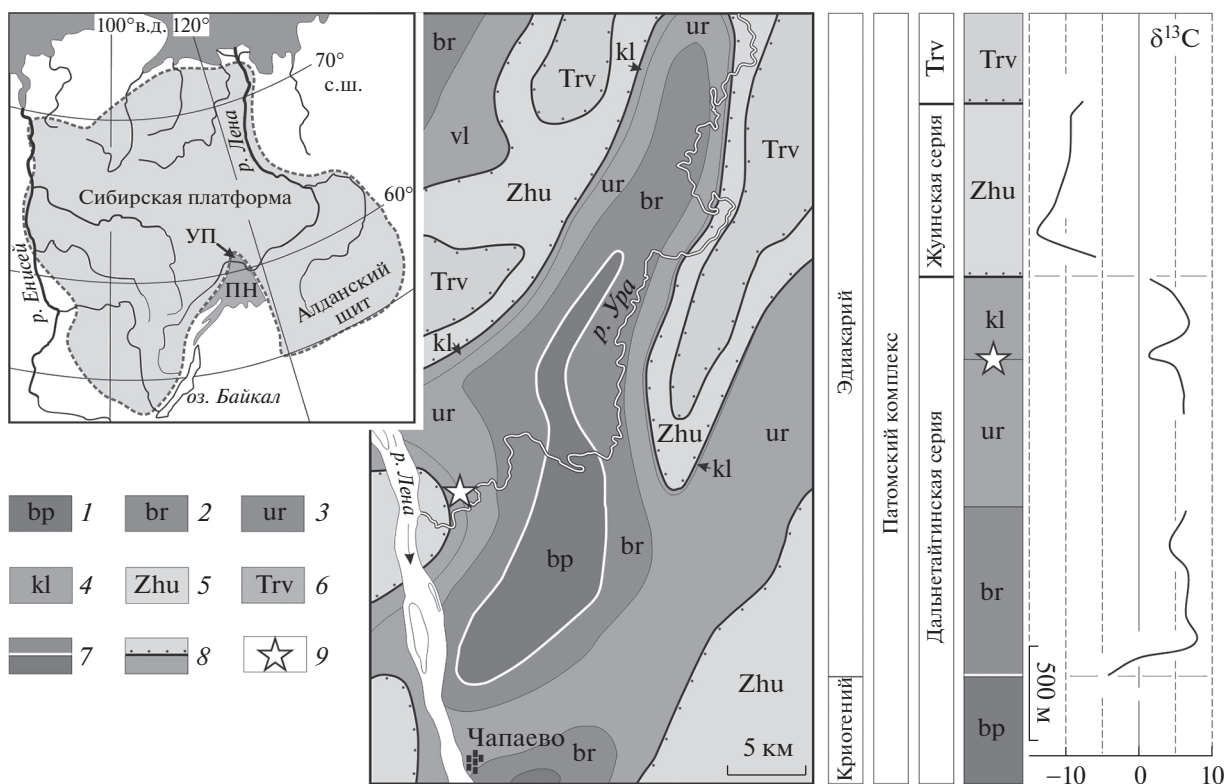 100° в.д. 120°
70°
с.ш.
р. Лена
60°
Сибирская платформа
УП
ПН
р. Енисей
Алданский
щит
оз. Байкал
br
kl
ur
Trv
vl
Zhu
ur
br
Trv
Trv
р. Ура
kl
ur
Zhu
ur
kl
р. Лена
bp
br
Zhu
Чапаево
br
5 км
bp 1
br 2
ur 3
kl 4
Zhu 5
Trv 6
7
8
9
Эдиакарий
Криогений
Патомский комплекс
Trv
Жуинская серия
Дальнетайгинская серия
Trv
Zhu
kl
ur
br
bp
δ13C
500 м
−10 0 10